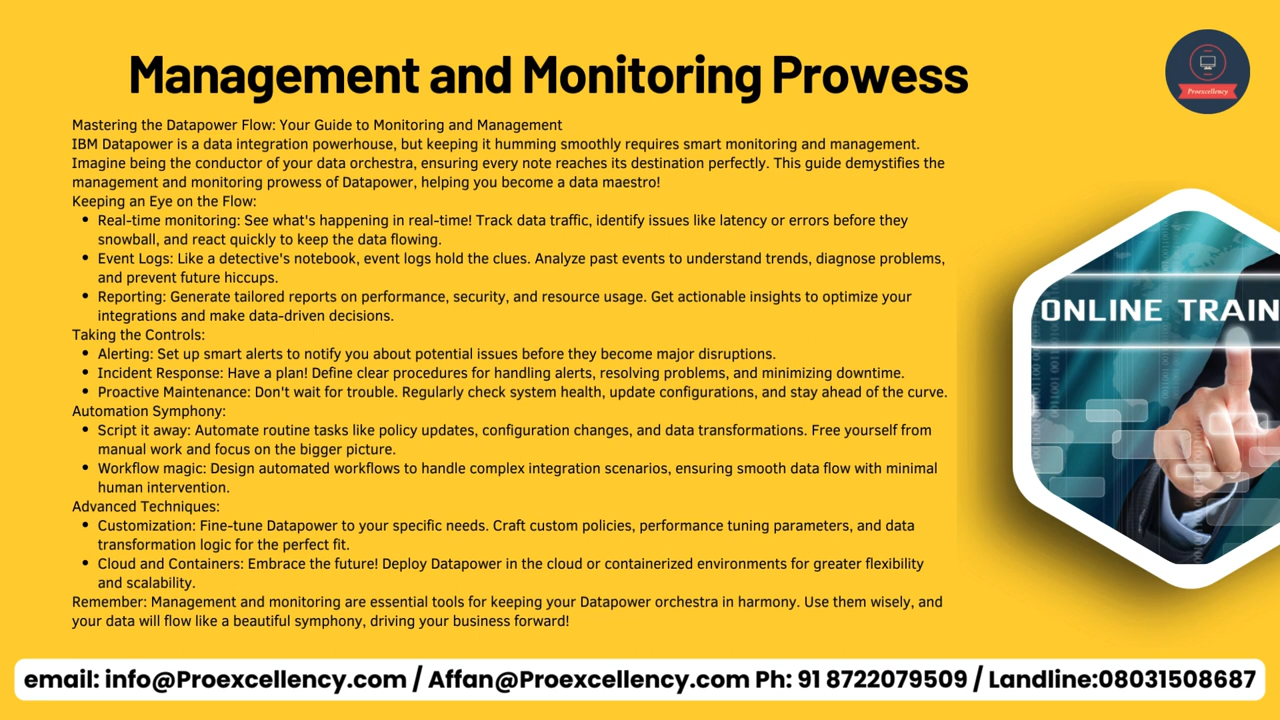 Management and Monitoring Prowess
Proexcellency
Mastering the Datapower Flow: Your Guide to Monitoring and Management
IBM Datapower is a data integration powerhouse, but keeping it humming smoothly requires smart monitoring and management.
Imagine being the conductor of your data orchestra, ensuring every note reaches its destination perfectly. This guide demystifies the
management and monitoring prowess of Datapower, helping you become a data maestro!
Keeping an Eye on the Flow:
• Real-time monitoring: See what's happening in real-time! Track data traffic, identify issues like latency or errors before they
snowball, and react quickly to keep the data flowing.
• Event Logs: Like a detective's notebook, event logs hold the clues. Analyze past events to understand trends, diagnose problems,
and prevent future hiccups.
• Reporting: Generate tailored reports on performance, security, and resource usage. Get actionable insights to optimize your
integrations and make data-driven decisions.
Taking the Controls:
• Alerting: Set up smart alerts to notify you about potential issues before they become major disruptions.
• Incident Response: Have a plan! Define clear procedures for handling alerts, resolving problems, and minimizing downtime.
• Proactive Maintenance: Don't wait for trouble. Regularly check system health, update configurations, and stay ahead of the curve.
Automation Symphony:
• Script it away: Automate routine tasks like policy updates, configuration changes, and data transformations. Free yourself from
manual work and focus on the bigger picture.
• Workflow magic: Design automated workflows to handle complex integration scenarios, ensuring smooth data flow with minimal
human intervention.
Advanced Techniques:
• Customization: Fine-tune Datapower to your specific needs. Craft custom policies, performance tuning parameters, and data
transformation logic for the perfect fit.
• Cloud and Containers: Embrace the future! Deploy Datapower in the cloud or containerized environments for greater flexibility
and scalability.
Remember: Management and monitoring are essential tools for keeping your Datapower orchestra in harmony. Use them wisely, and
your data will flow like a beautiful symphony, driving your business forward!
ONLINE TRAIN
email: info@Proexcellency.com / Affan@Proexcellency.com Ph: 91 8722079509 / Landline:08031508687